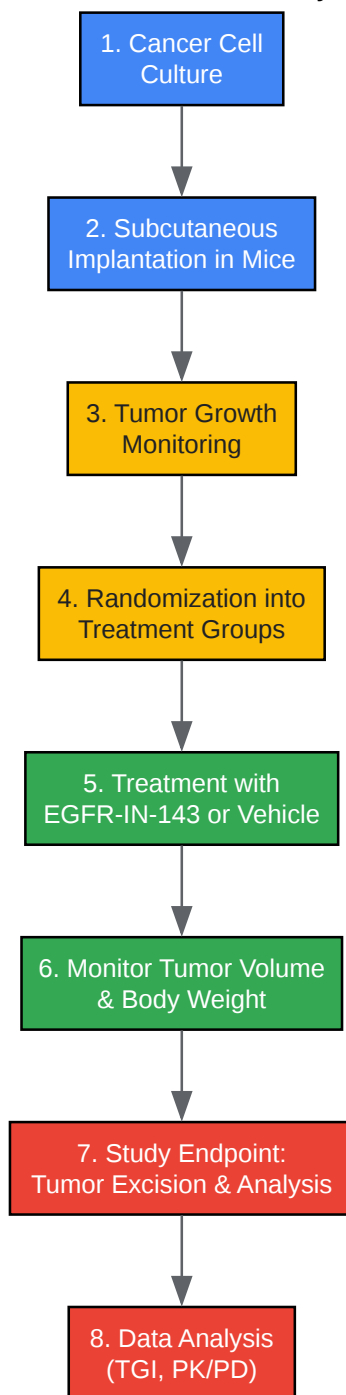 1. Cancer Cell
Culture
2. Subcutaneous
Implantation in Mice
3. Tumor Growth
Monitoring
4. Randomization into
Treatment Groups
5. Treatment with
EGFR-IN-143 or Vehicle
6. Monitor Tumor Volume
& Body Weight
7. Study Endpoint:
Tumor Excision & Analysis
8. Data Analysis
(TGI, PK/PD)